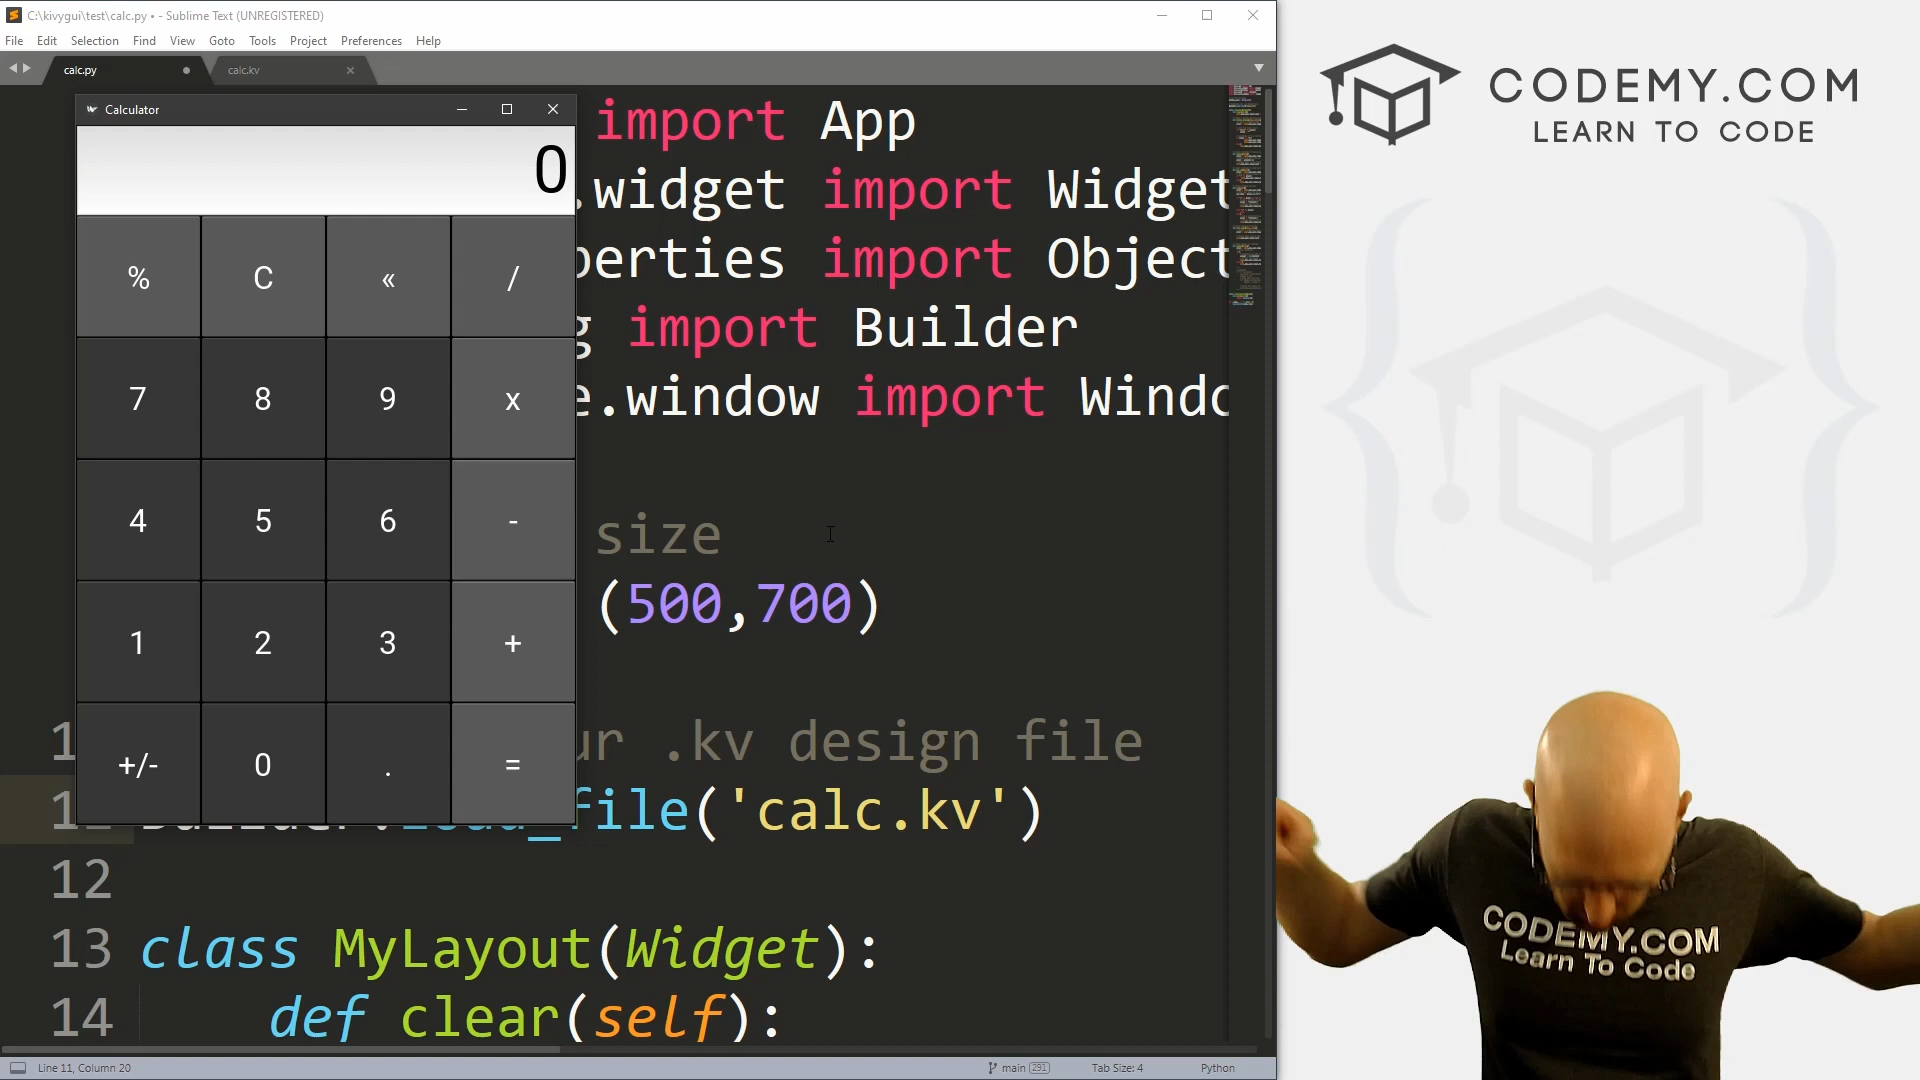 C:\kivygui\test\calc.py • - Sublime Text (UNREGISTERED)
File Edit Selection Find View Goto Tools Project Preferences Help
calc.py calc.kv
Calculator
0
% C « /
7 8 9 x
4 5 6 -
1 2 3 +
+/- 0 . =
import App
.widget import Widget
perties import Object
g import Builder
e.window import Windo
size
(500,700)
ur .kv design file
file('calc.kv')
12
13 class MyLayout(Widget):
14 def clear(self):
Line 11, Column 20
main 291
Tab Size: 4
Python
CODEMY.COM
LEARN TO CODE
CODEMY.COM
Learn To Code